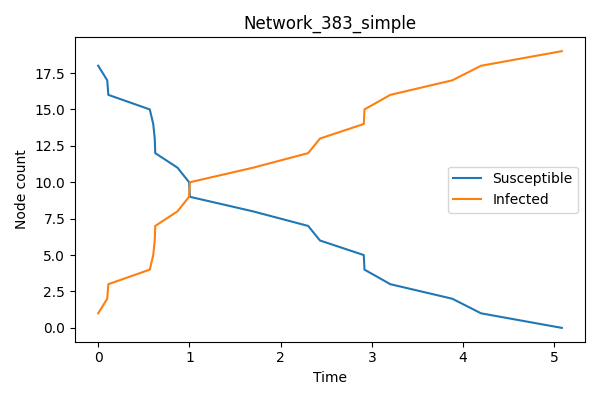 Network_383_simple
Node count
17.5
15.0
12.5
10.0
7.5
5.0
2.5
0.0
Susceptible
Infected
0 1 2 3 4 5
Time